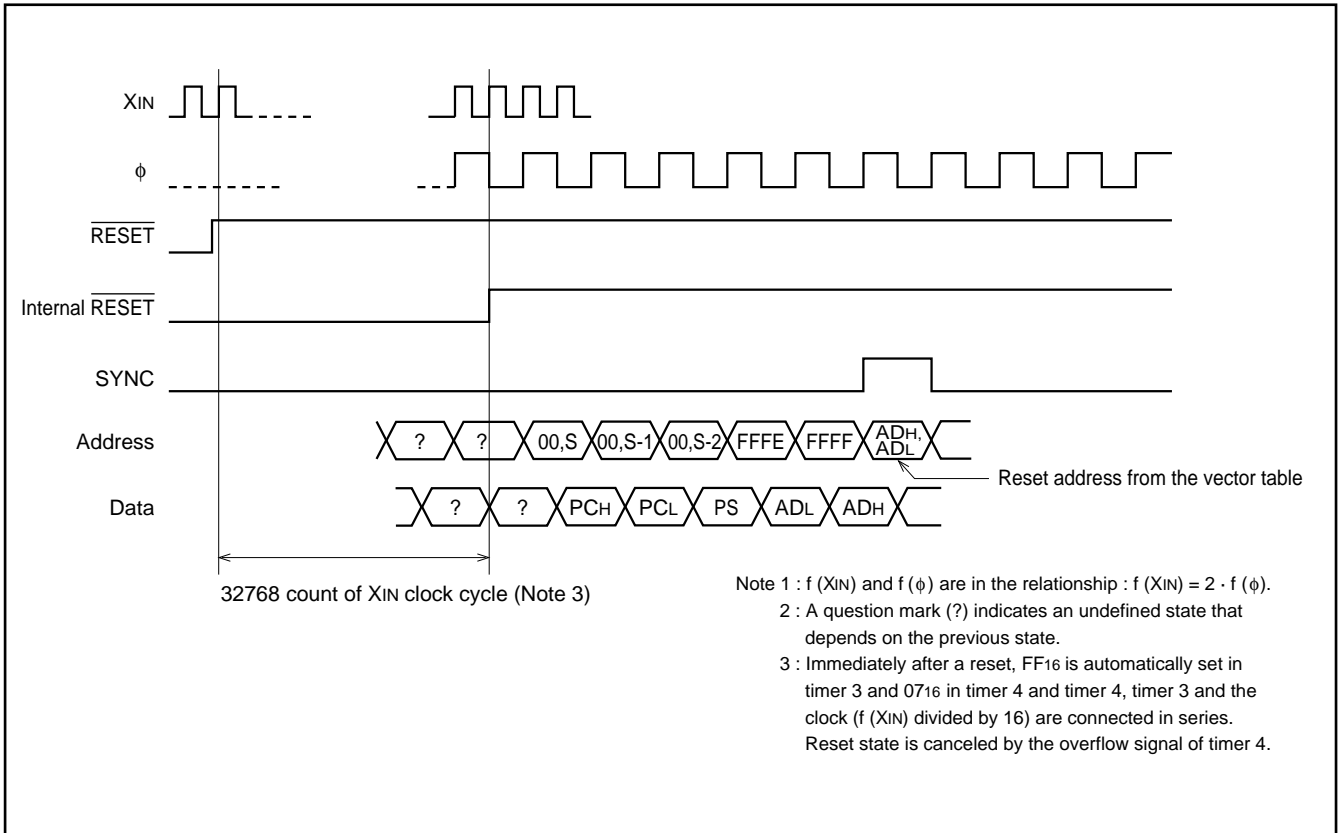 XIN
ϕ
RESET
Internal RESET
SYNC
Address
? ? 00,S 00,S-1 00,S-2 FFFE FFFF ADH,
ADL
Reset address from the vector table
Data
? ? PCH PCL PS ADL ADH
32768 count of XIN clock cycle (Note 3)
Note 1 : f (XIN) and f (ϕ) are in the relationship : f (XIN) = 2 · f (ϕ).
2 : A question mark (?) indicates an undefined state that
depends on the previous state.
3 : Immediately after a reset, FF16 is automatically set in
timer 3 and 0716 in timer 4 and timer 4, timer 3 and the
clock (f (XIN) divided by 16) are connected in series.
Reset state is canceled by the overflow signal of timer 4.